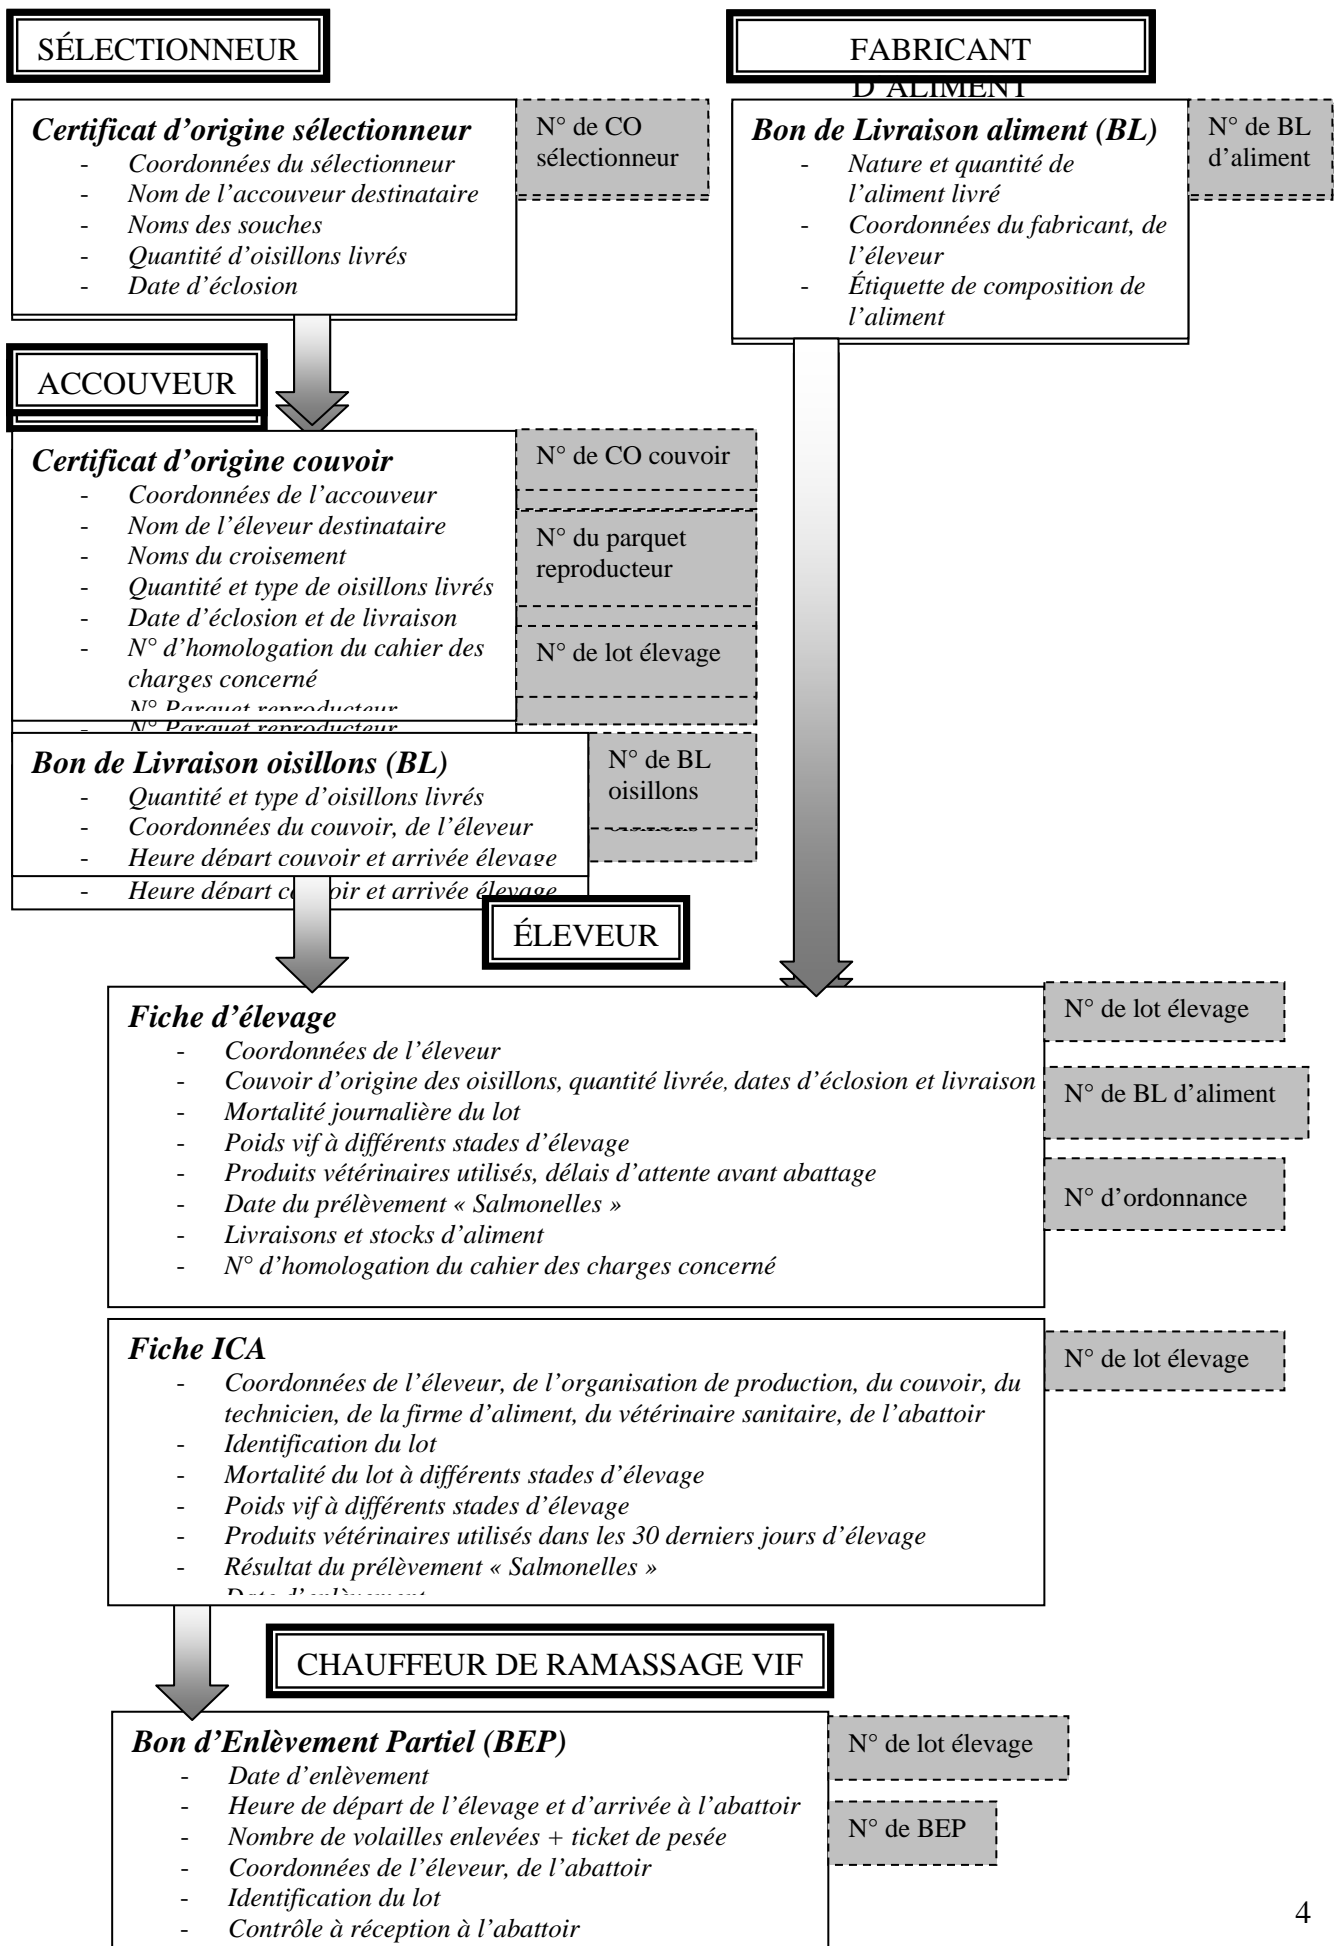 SÉLECTIONNEUR
FABRICANT
D’ALIMENT
Certificat d’origine sélectionneur
- Coordonnées du sélectionneur
- Nom de l’accouveur destinataire
- Noms des souches
- Quantité d’oisillons livrés
- Date d’éclosion
N° de CO
sélectionneur
Bon de Livraison aliment (BL)
- Nature et quantité de
l’aliment livré
- Coordonnées du fabricant, de
l’éleveur
- Étiquette de composition de
l’aliment
N° de BL
d’aliment
ACCOUVEUR
Certificat d’origine couvoir
- Coordonnées de l’accouveur
- Nom de l’éleveur destinataire
- Noms du croisement
- Quantité et type de oisillons livrés
- Date d’éclosion et de livraison
- N° d’homologation du cahier des
charges concerné
N° Parquet reproducteur
- N° Parquet reproducteur
N° de CO couvoir
N° du parquet
reproducteur
N° de lot élevage
Bon de Livraison oisillons (BL)
- Quantité et type d’oisillons livrés
- Coordonnées du couvoir, de l’éleveur
- Heure départ couvoir et arrivée élevage
- Heure départ couvoir et arrivée élevage
N° de BL
oisillons
ÉLEVEUR
Fiche d’élevage
- Coordonnées de l’éleveur
- Couvoir d’origine des oisillons, quantité livrée, dates d’éclosion et livraison
- Mortalité journalière du lot
- Poids vif à différents stades d’élevage
- Produits vétérinaires utilisés, délais d’attente avant abattage
- Date du prélèvement « Salmonelles »
- Livraisons et stocks d’aliment
- N° d’homologation du cahier des charges concerné
N° de lot élevage
N° de BL d’aliment
N° d’ordonnance
Fiche ICA
- Coordonnées de l’éleveur, de l’organisation de production, du couvoir, du
technicien, de la firme d’aliment, du vétérinaire sanitaire, de l’abattoir
- Identification du lot
- Mortalité du lot à différents stades d’élevage
- Poids vif à différents stades d’élevage
- Produits vétérinaires utilisés dans les 30 derniers jours d’élevage
- Résultat du prélèvement « Salmonelles »
- Date d’enlèvement
N° de lot élevage
CHAUFFEUR DE RAMASSAGE VIF
Bon d’Enlèvement Partiel (BEP)
- Date d’enlèvement
- Heure de départ de l’élevage et d’arrivée à l’abattoir
- Nombre de volailles enlevées + ticket de pesée
- Coordonnées de l’éleveur, de l’abattoir
- Identification du lot
- Contrôle à réception à l’abattoir
N° de lot élevage
N° de BEP
4